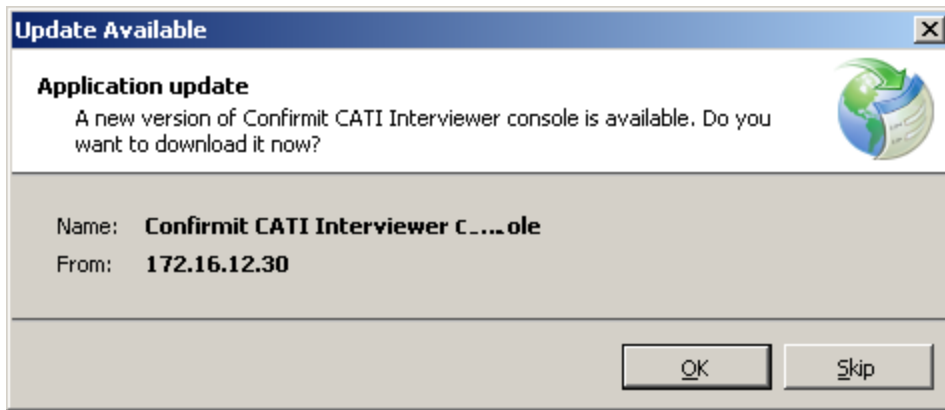 Update Available
Application update
A new version of Confirmit CATI Interviewer console is available. Do you
want to download it now?
Name: Confirmit CATI Interviewer
From: 172.16.12.30
OK Skip